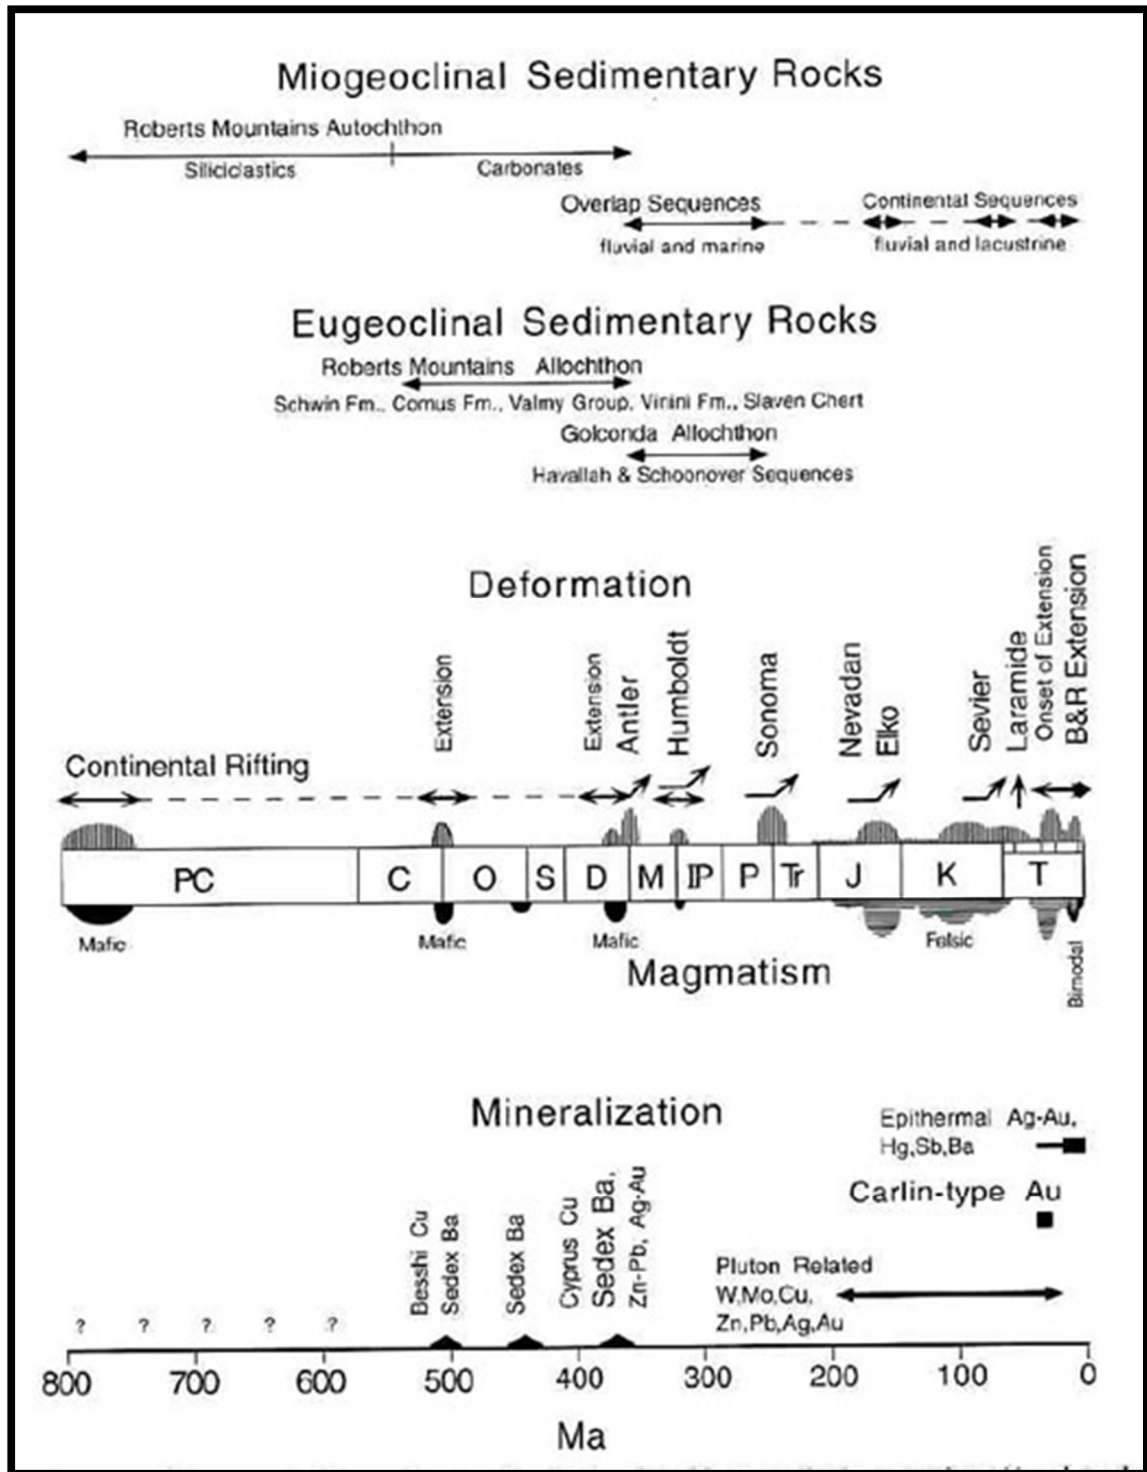 Miogeoclinal Sedimentary Rocks
Roberts Mountains Autochthon
Siliciclastics
Carbonates
Overlap Sequences
Continental Sequences
fluvial and marine
fluvial and lacustrine
Eugeoclinal Sedimentary Rocks
Roberts Mountains Allochthon
Schwin Fm., Comus Fm., Valmy Group, Vinini Fm., Slaven Chert
Golconda Allochthon
Havallah & Schoonover Sequences
Deformation
Continental Rifting
Extension
Extension
Antler
Humboldt
Sonoma
Nevadan
Elko
Sevier
Laramide
Onset of Extension
B&R Extension
PC C O S D M IP P Tr J K T
Mafic
Mafic
Mafic
Felsic
Bimodal
Magmatism
Mineralization
Epithermal Ag-Au,
Hg,Sb,Ba
Carlin-type Au
Besshi Cu
Sedex Ba
Sedex Ba
Cyprus Cu
Sedex Ba,
Zn-Pb, Ag-Au
Pluton Related
W,Mo,Cu,
Zn,Pb,Ag,Au
? ? ? ? ?
800 700 600 500 400 300 200 100 0
Ma